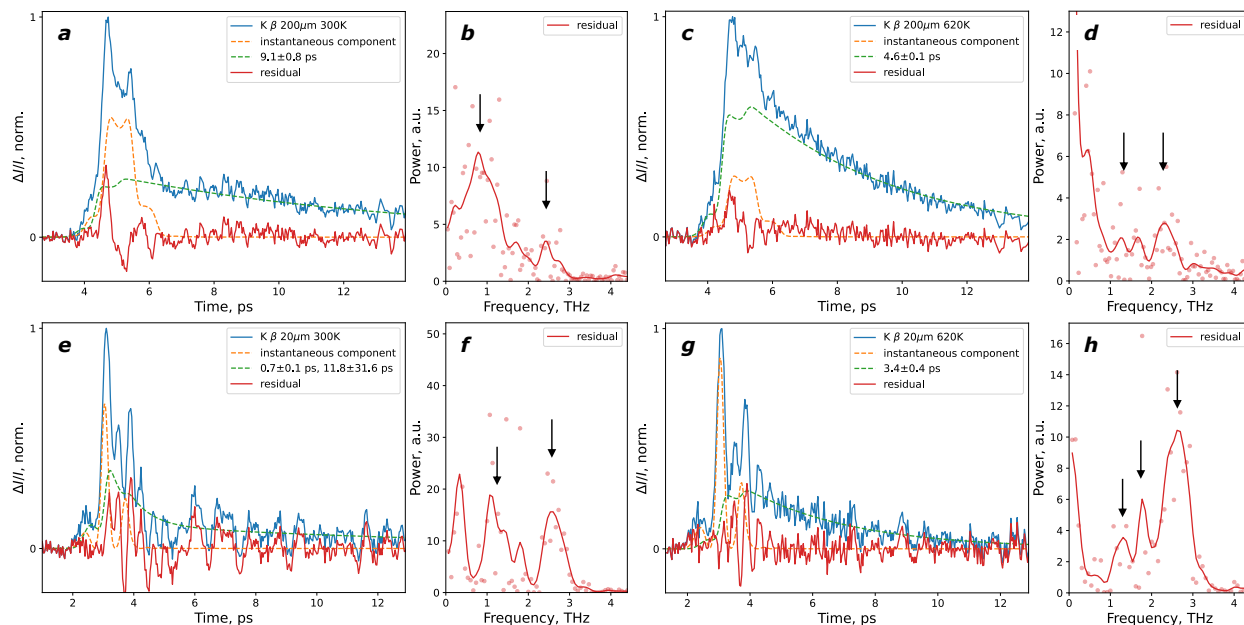 a
K β 200μm 300K
instantaneous component
9.1±0.8 ps
residual
1
0
ΔI/I, norm.
4 6 8 10 12
Time, ps
b
residual
20
15
10
5
0
Power, a.u.
0 1 2 3 4
Frequency, THz
c
K β 200μm 620K
instantaneous component
4.6±0.1 ps
residual
1
0
ΔI/I, norm.
4 6 8 10 12
Time, ps
d
residual
12
10
8
6
4
2
0
Power, a.u.
0 1 2 3 4
Frequency, THz
e
K β 20μm 300K
instantaneous component
0.7±0.1 ps, 11.8±31.6 ps
residual
1
0
ΔI/I, norm.
2 4 6 8 10 12
Time, ps
f
residual
50
40
30
20
10
0
Power, a.u.
0 1 2 3 4
Frequency, THz
g
K β 20μm 620K
instantaneous component
3.4±0.4 ps
residual
1
0
ΔI/I, norm.
2 4 6 8 10 12
Time, ps
h
residual
16
14
12
10
8
6
4
2
0
Power, a.u.
0 1 2 3 4
Frequency, THz